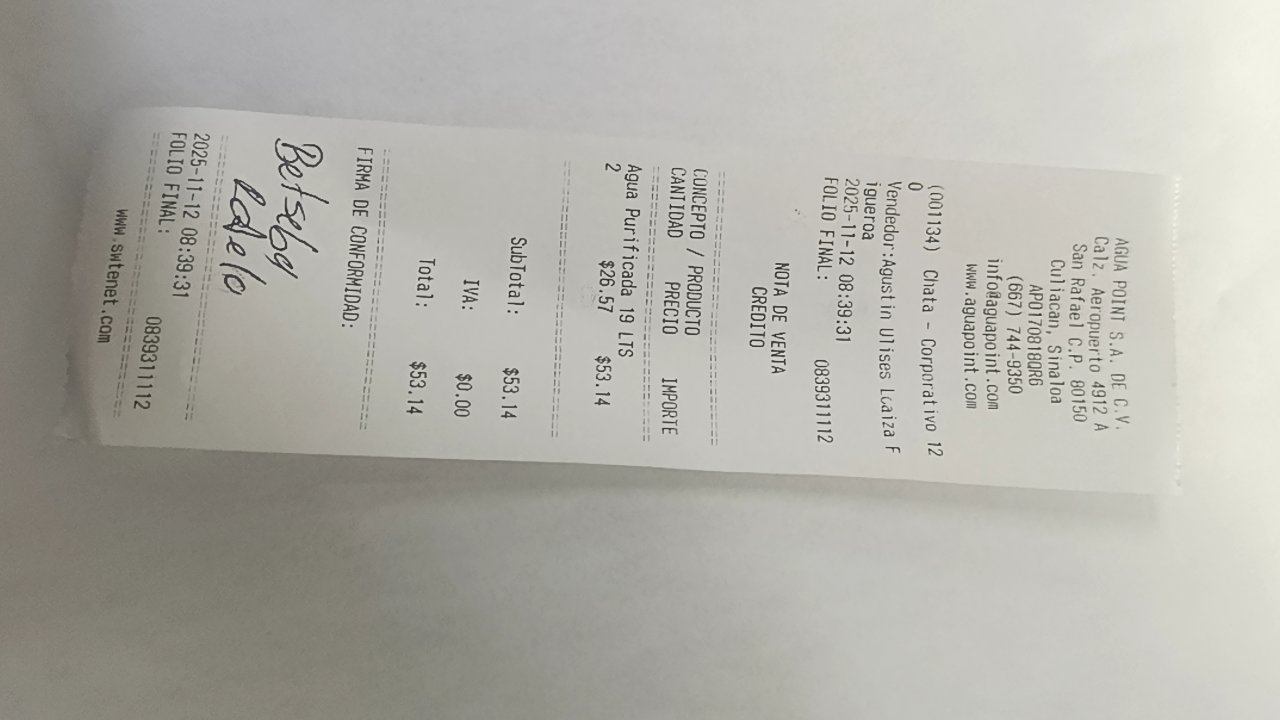 AGUA POINT S.A. DE C.V.
Calz. Aeropuerto 4912 A
San Rafael C.P. 80150
Culiacan, Sinaloa
APO170818QR6
(667) 744-9350
info@aguapoint.com
www.aguapoint.com
(001134) Chata - Corporativo 12
0
Vendedor:Agustin Ulises Loaiza F
igueroa
2025-11-12 08:39:31
FOLIO FINAL: 0839311112
NOTA DE VENTA
CREDITO
CONCEPTO / PRODUCTO
CANTIDAD PRECIO IMPORTE
Agua Purificada 19 LTS
2 $26.57 $53.14
SubTotal: $53.14
IVA: $0.00
Total: $53.14
FIRMA DE CONFORMIDAD:
2025-11-12 08:39:31
FOLIO FINAL: 0839311112
www.swtenet.com